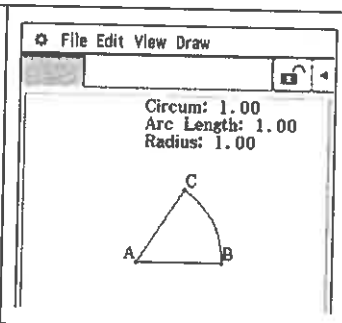 File Edit View Draw
Circum: 1.00
Arc Length: 1.00
Radius: 1.00
C
A
B